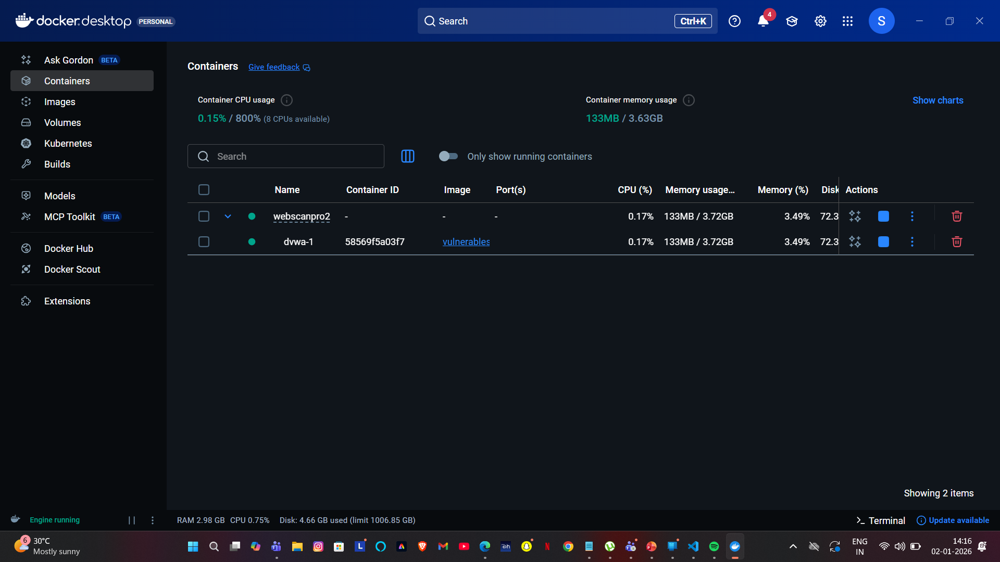 docker.desktop PERSONAL
Search Ctrl+K
4
S
Ask Gordon BETA
Containers
Images
Volumes
Kubernetes
Builds
Models
MCP Toolkit BETA
Docker Hub
Docker Scout
Extensions
Containers Give feedback
Container CPU usage
0.15% / 800% (8 CPUs available)
Container memory usage
133MB / 3.63GB
Show charts
Search
Only show running containers
Name Container ID Image Port(s) CPU (%) Memory usage... Memory (%) Disk Actions
webscanpro2 - - - 0.17% 133MB / 3.72GB 3.49% 72.3
dvwa-1 58569f5a03f7 vulnerables 0.17% 133MB / 3.72GB 3.49% 72.3
Showing 2 items
Engine running
RAM 2.98 GB CPU 0.75% Disk: 4.66 GB used (limit 1006.85 GB)
Terminal
Update available
6
30°C
Mostly sunny
ENG
IN
14:16
02-01-2026